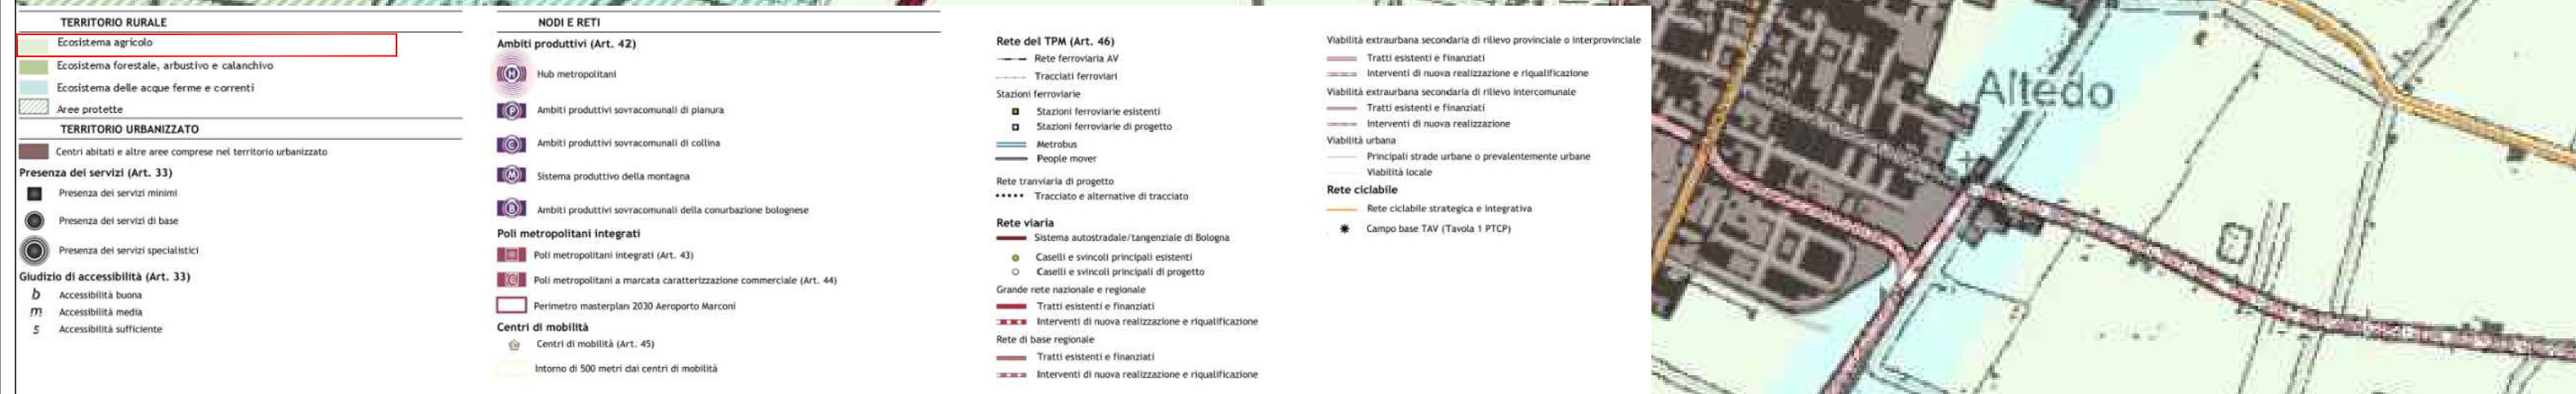 TERRITORIO RURALE
Ecosistema agricolo
Ecosistema forestale, arbustivo e calanchivo
Ecosistema delle acque ferme e correnti
Aree protette
TERRITORIO URBANIZZATO
Centri abitati e altre aree comprese nel territorio urbanizzato
Presenza dei servizi (Art. 33)
Presenza dei servizi minimi
Presenza dei servizi di base
Presenza dei servizi specialistici
Giudizio di accessibilità (Art. 33)
b Accessibilità buona
m Accessibilità media
s Accessibilità sufficiente
NODI E RETI
Ambiti produttivi (Art. 42)
H Hub metropolitani
P Ambiti produttivi sovracomunali di pianura
C Ambiti produttivi sovracomunali di collina
M Sistema produttivo della montagna
B Ambiti produttivi sovracomunali della conurbazione bolognese
Poli metropolitani integrati
Poli metropolitani integrati (Art. 43)
C Poli metropolitani a marcata caratterizzazione commerciale (Art. 44)
Perimetro masterplan 2030 Aeroporto Marconi
Centri di mobilità
Centri di mobilità (Art. 45)
Intorno di 500 metri dai centri di mobilità
Rete del TPM (Art. 46)
Rete ferroviaria AV
Tracciati ferroviari
Stazioni ferroviarie
Stazioni ferroviarie esistenti
Stazioni ferroviarie di progetto
Metrobus
People mover
Rete tranviaria di progetto
Tracciato e alternative di tracciato
Rete viaria
Sistema autostradale/tangenziale di Bologna
Caselli e svincoli principali esistenti
Caselli e svincoli principali di progetto
Grande rete nazionale e regionale
Tratti esistenti e finanziati
Interventi di nuova realizzazione e riqualificazione
Rete di base regionale
Tratti esistenti e finanziati
Interventi di nuova realizzazione e riqualificazione
Viabilità extraurbana secondaria di rilievo provinciale o interprovinciale
Tratti esistenti e finanziati
Interventi di nuova realizzazione e riqualificazione
Viabilità extraurbana secondaria di rilievo intercomunale
Tratti esistenti e finanziati
Interventi di nuova realizzazione
Viabilità urbana
Principali strade urbane o prevalentemente urbane
Viabilità locale
Rete ciclabile
Rete ciclabile strategica e integrativa
Campo base TAV (Tavola 1 PTCP)
Altedo